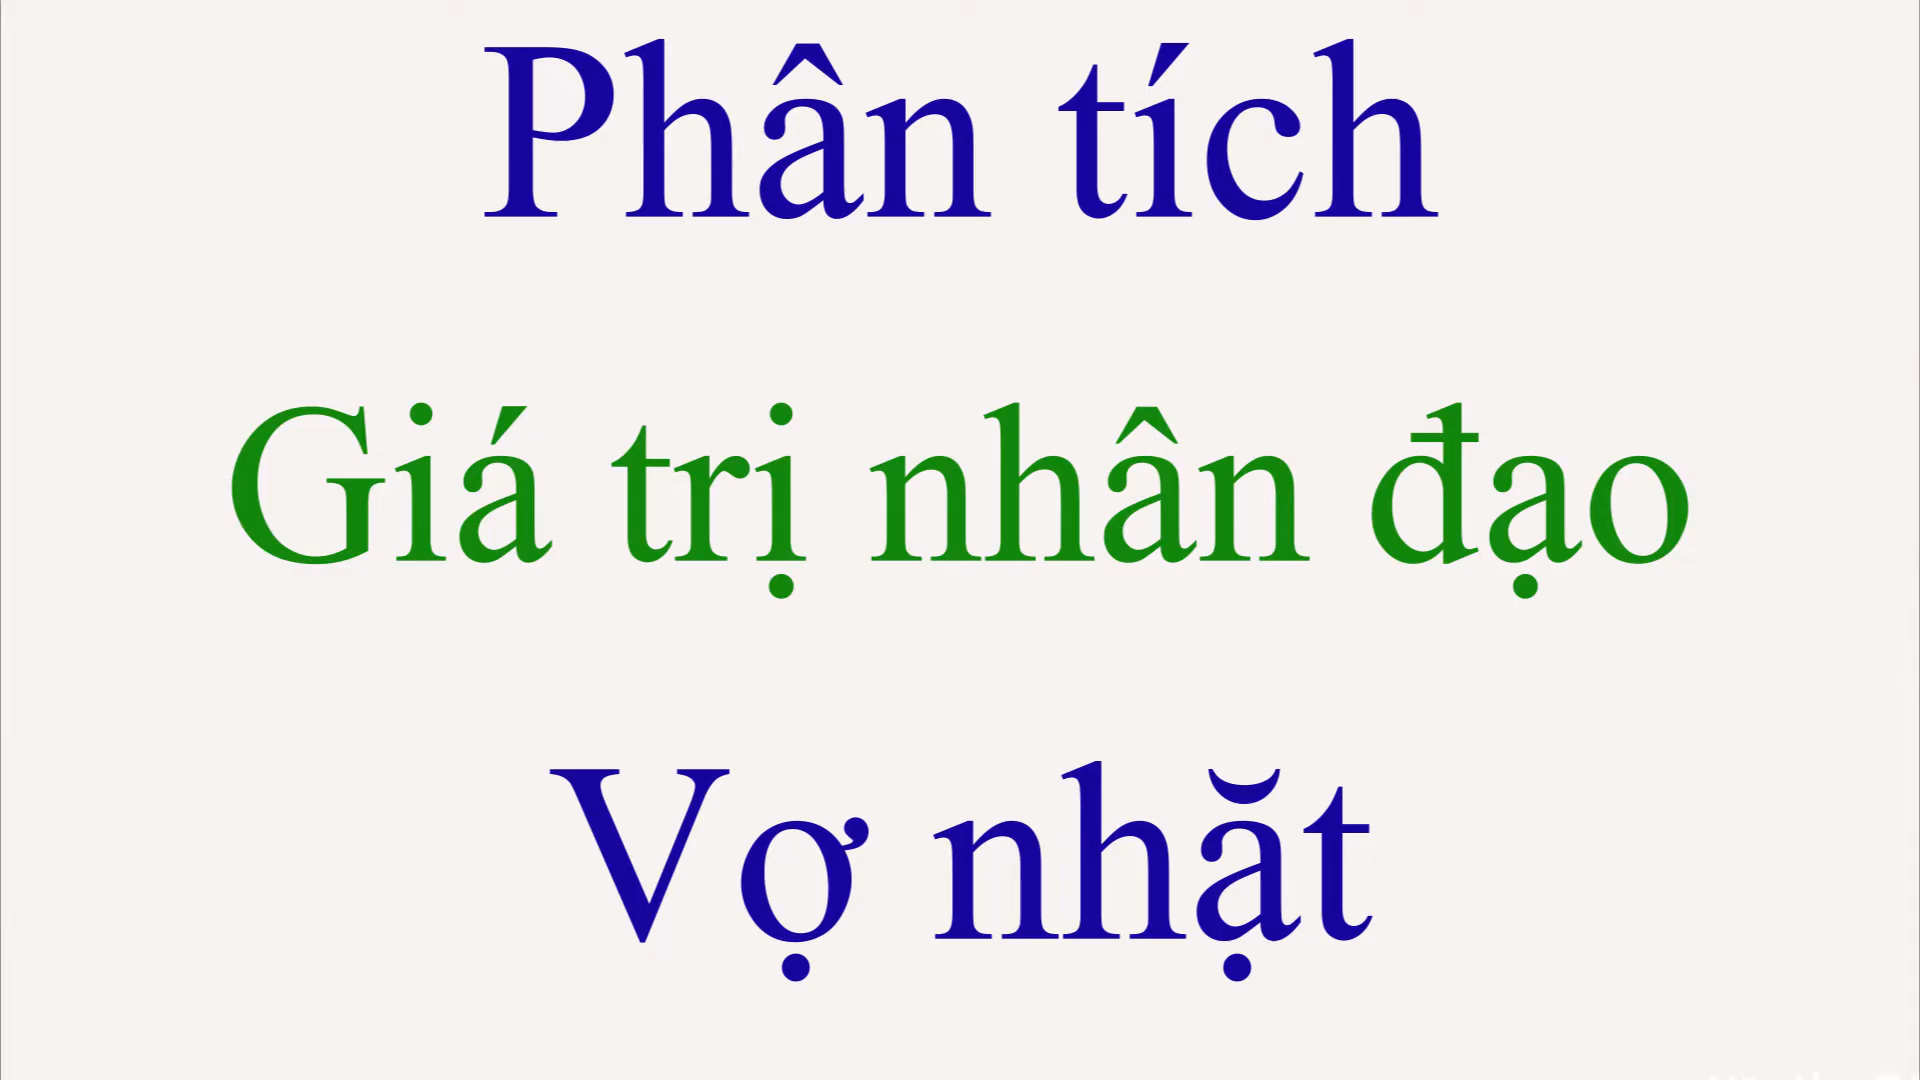 Phân tích
Giá trị nhân đạo
Vợ nhặt